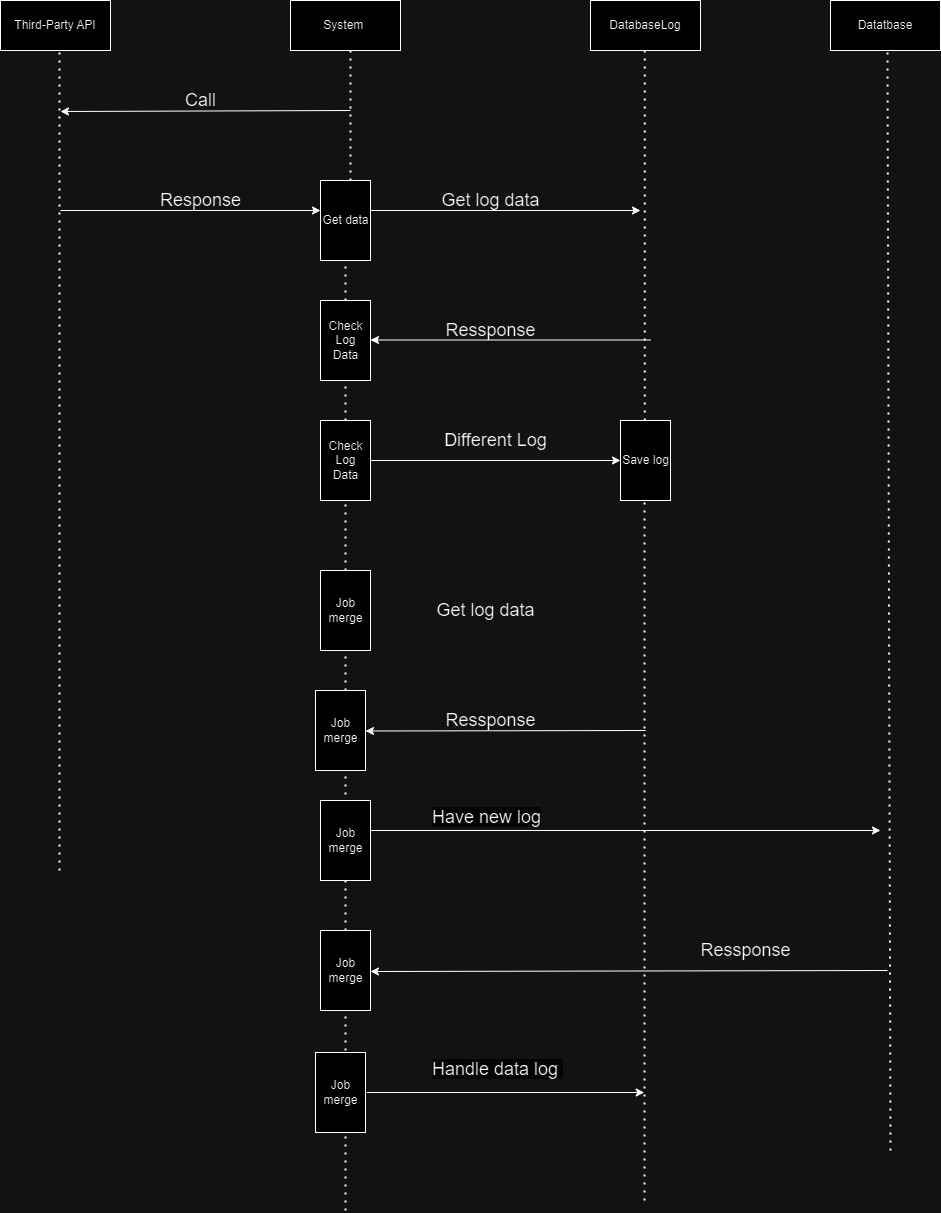 Third-Party API
System
DatabaseLog
Datatbase
Call
Response
Get data
Get log data
Check
Log
Data
Ressponse
Check
Log
Data
Different Log
Save log
Job
merge
Get log data
Job
merge
Ressponse
Job
merge
Have new log
Job
merge
Ressponse
Job
merge
Handle data log